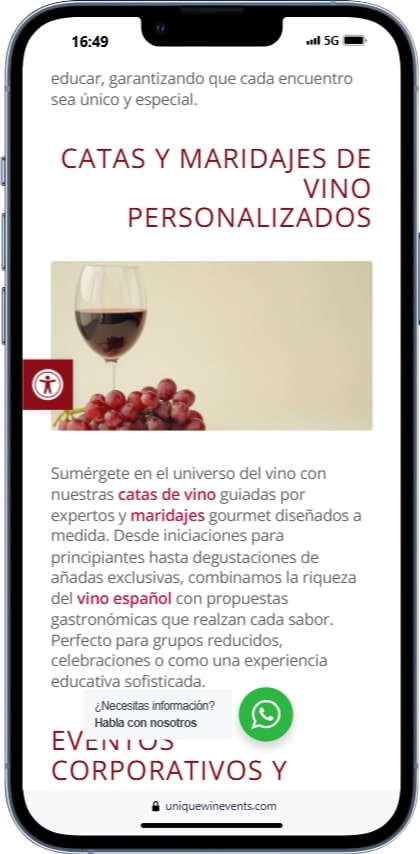 16:49
5G
educar, garantizando que cada encuentro
sea único y especial.
CATAS Y MARIDAJES DE
VINO
PERSONALIZADOS
Sumérgete en el universo del vino con
nuestras catas de vino guiadas por
expertos y maridajes gourmet diseñados a
medida. Desde iniciaciones para
principiantes hasta degustaciones de
añadas exclusivas, combinamos la riqueza
del vino español con propuestas
gastronómicas que realzan cada sabor.
Perfecto para grupos reducidos,
celebraciones o como una experiencia
educativa sofisticada.
¿Necesitas información?
Habla con nosotros
EVENTOS
CORPORATIVOS Y
uniquewinevents.com